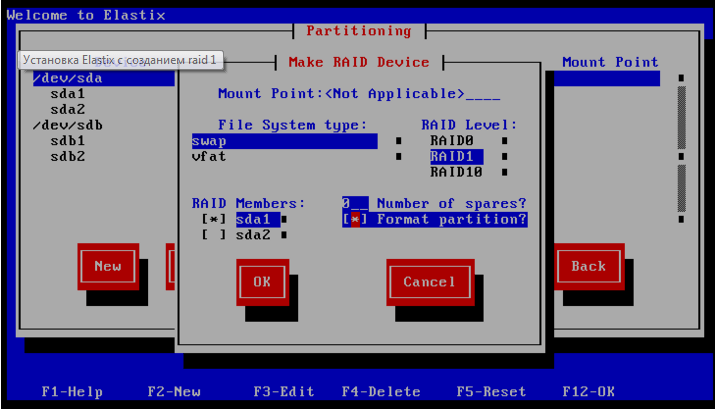 Welcome to Elastix
Partitioning
Установка Elastix с созданием raid 1
Make RAID Device
Mount Point
/dev/sda
sda1
sda2
/dev/sdb
sdb1
sdb2
Mount Point:<Not Applicable>____
File System type:
RAID Level:
swap
vfat
RAID0
RAID1
RAID10
RAID Members:
0__ Number of spares?
[*] sda1
[*] Format partition?
[ ] sda2
New
OK
Cancel
Back
F1-Help F2-New F3-Edit F4-Delete F5-Reset F12-OK